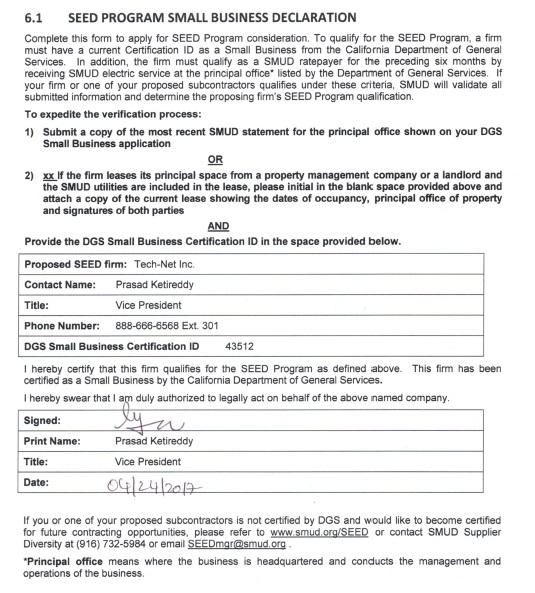 6.1 SEED PROGRAM SMALL BUSINESS DECLARATION
Complete this form to apply for SEED Program consideration. To qualify for the SEED Program, a firm
must have a current Certification ID as a Small Business from the California Department of General
Services. In addition, the firm must qualify as a SMUD ratepayer for the preceding six months by
receiving SMUD electric service at the principal office* listed by the Department of General Services. If
your firm or one of your proposed subcontractors qualifies under these criteria, SMUD will validate all
submitted information and determine the proposing firm's SEED Program qualification.
To expedite the verification process:
1) Submit a copy of the most recent SMUD statement for the principal office shown on your DGS
Small Business application
OR
2) xx If the firm leases its principal space from a property management company or a landlord and
the SMUD utilities are included in the lease, please initial in the blank space provided above and
attach a copy of the current lease showing the dates of occupancy, principal office of property
and signatures of both parties
AND
Provide the DGS Small Business Certification ID in the space provided below.
Proposed SEED firm: Tech-Net Inc.
Contact Name: Prasad Ketireddy
Title: Vice President
Phone Number: 888-666-6568 Ext. 301
DGS Small Business Certification ID 43512
I hereby certify that this firm qualifies for the SEED Program as defined above. This firm has been
certified as a Small Business by the California Department of General Services.
I hereby swear that I am duly authorized to legally act on behalf of the above named company.
Signed:
Print Name: Prasad Ketireddy
Title: Vice President
Date: 04/24/2017
If you or one of your proposed subcontractors is not certified by DGS and would like to become certified
for future contracting opportunities, please refer to www.smud.org/SEED or contact SMUD Supplier
Diversity at (916) 732-5984 or email SEEDmgr@smud.org .
*Principal office means where the business is headquartered and conducts the management and
operations of the business.